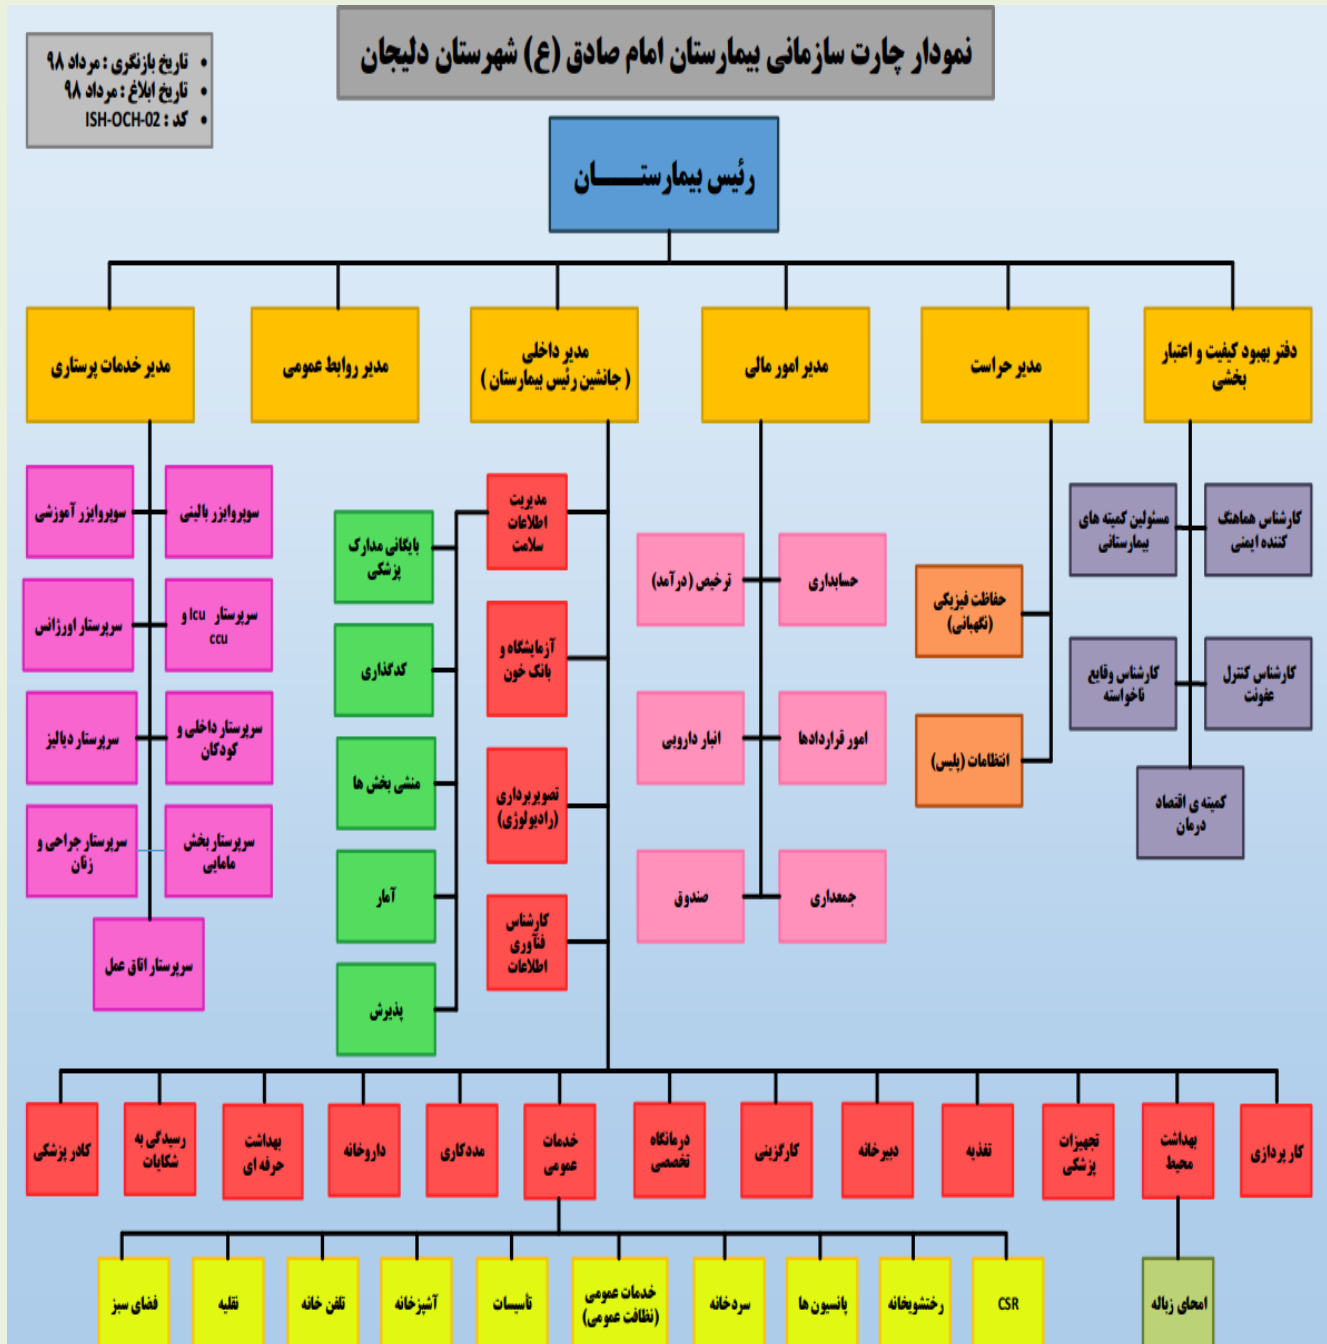 نمودار چارت سازمانی بیمارستان امام صادق (ع) شهرستان دلیجان
• تاریخ بازنگری : مرداد ۹۸
• تاریخ ابلاغ : مرداد ۹۸
• کد : ISH-OCH-02
رئیس بیمارستــــان
دفتر بهبود کیفیت و اعتبار
بخشی
مدیر حراست
مدیر امور مالی
مدیر داخلی
( جانشین رئیس بیمارستان )
مدیر روابط عمومی
مدیر خدمات پرستاری
کارشناس هماهنگ
کننده ایمنی
مسئولین کمیته های
بیمارستانی
کارشناس کنترل
عفونت
کارشناس وقایع
ناخواسته
کمیته ی اقتصاد
درمان
حفاظت فیزیکی
(نگهبانی)
انتظامات (پلیس)
حسابداری
ترخیص (درآمد)
امور قراردادها
انبار دارویی
جمعداری
صندوق
مدیریت
اطلاعات
سلامت
آزمایشگاه و
بانک خون
تصویربرداری
(رادیولوژی)
کارشناس
فنآوری
اطلاعات
بایگانی مدارک
پزشکی
کدگذاری
منشی بخش ها
آمار
پذیرش
سوپروایزر بالینی
سوپروایزر آموزشی
سرپرستار Icu و
ccu
سرپرستار اورژانس
سرپرستار داخلی و
کودکان
سرپرستار دیالیز
سرپرستار بخش
مامایی
سرپرستار جراحی و
زنان
سرپرستار اتاق عمل
کارپردازی
بهداشت
محیط
تجهیزات
پزشکی
تغذیه
دبیرخانه
کارگزینی
درمانگاه
تخصصی
خدمات
عمومی
مددکاری
داروخانه
بهداشت
حرفه ای
رسیدگی به
شکایات
کادر پزشکی
امحای زباله
CSR
رختشویخانه
پانسیون ها
سردخانه
خدمات عمومی
(نظافت عمومی)
تأسیسات
آشپزخانه
تلفن خانه
نقلیه
فضای سبز